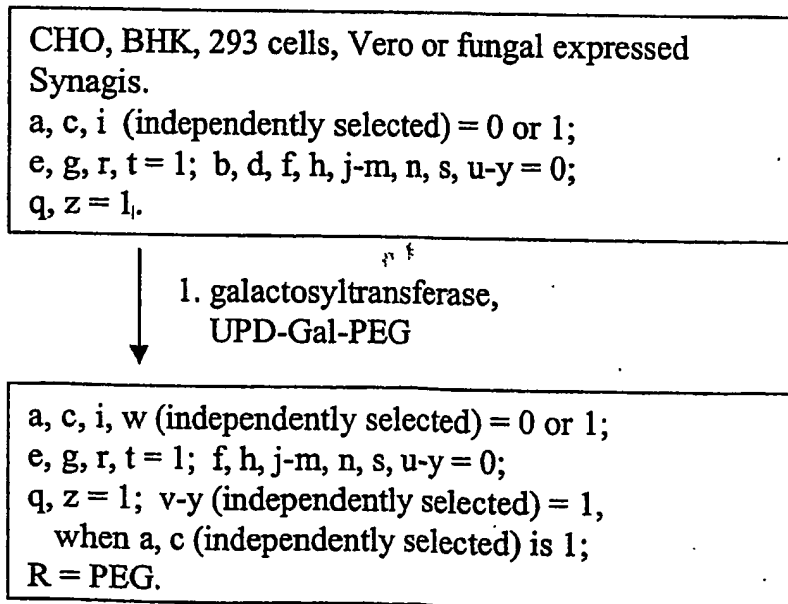 CHO, BHK, 293 cells, Vero or fungal expressed
Synagis.
a, c, i (independently selected) = 0 or 1;
e, g, r, t = 1; b, d, f, h, j-m, n, s, u-y = 0;
q, z = 1.
1. galactosyltransferase,
UPD-Gal-PEG
a, c, i, w (independently selected) = 0 or 1;
e, g, r, t = 1; f, h, j-m, n, s, u-y = 0;
q, z = 1; v-y (independently selected) = 1,
when a, c (independently selected) is 1;
R = PEG.